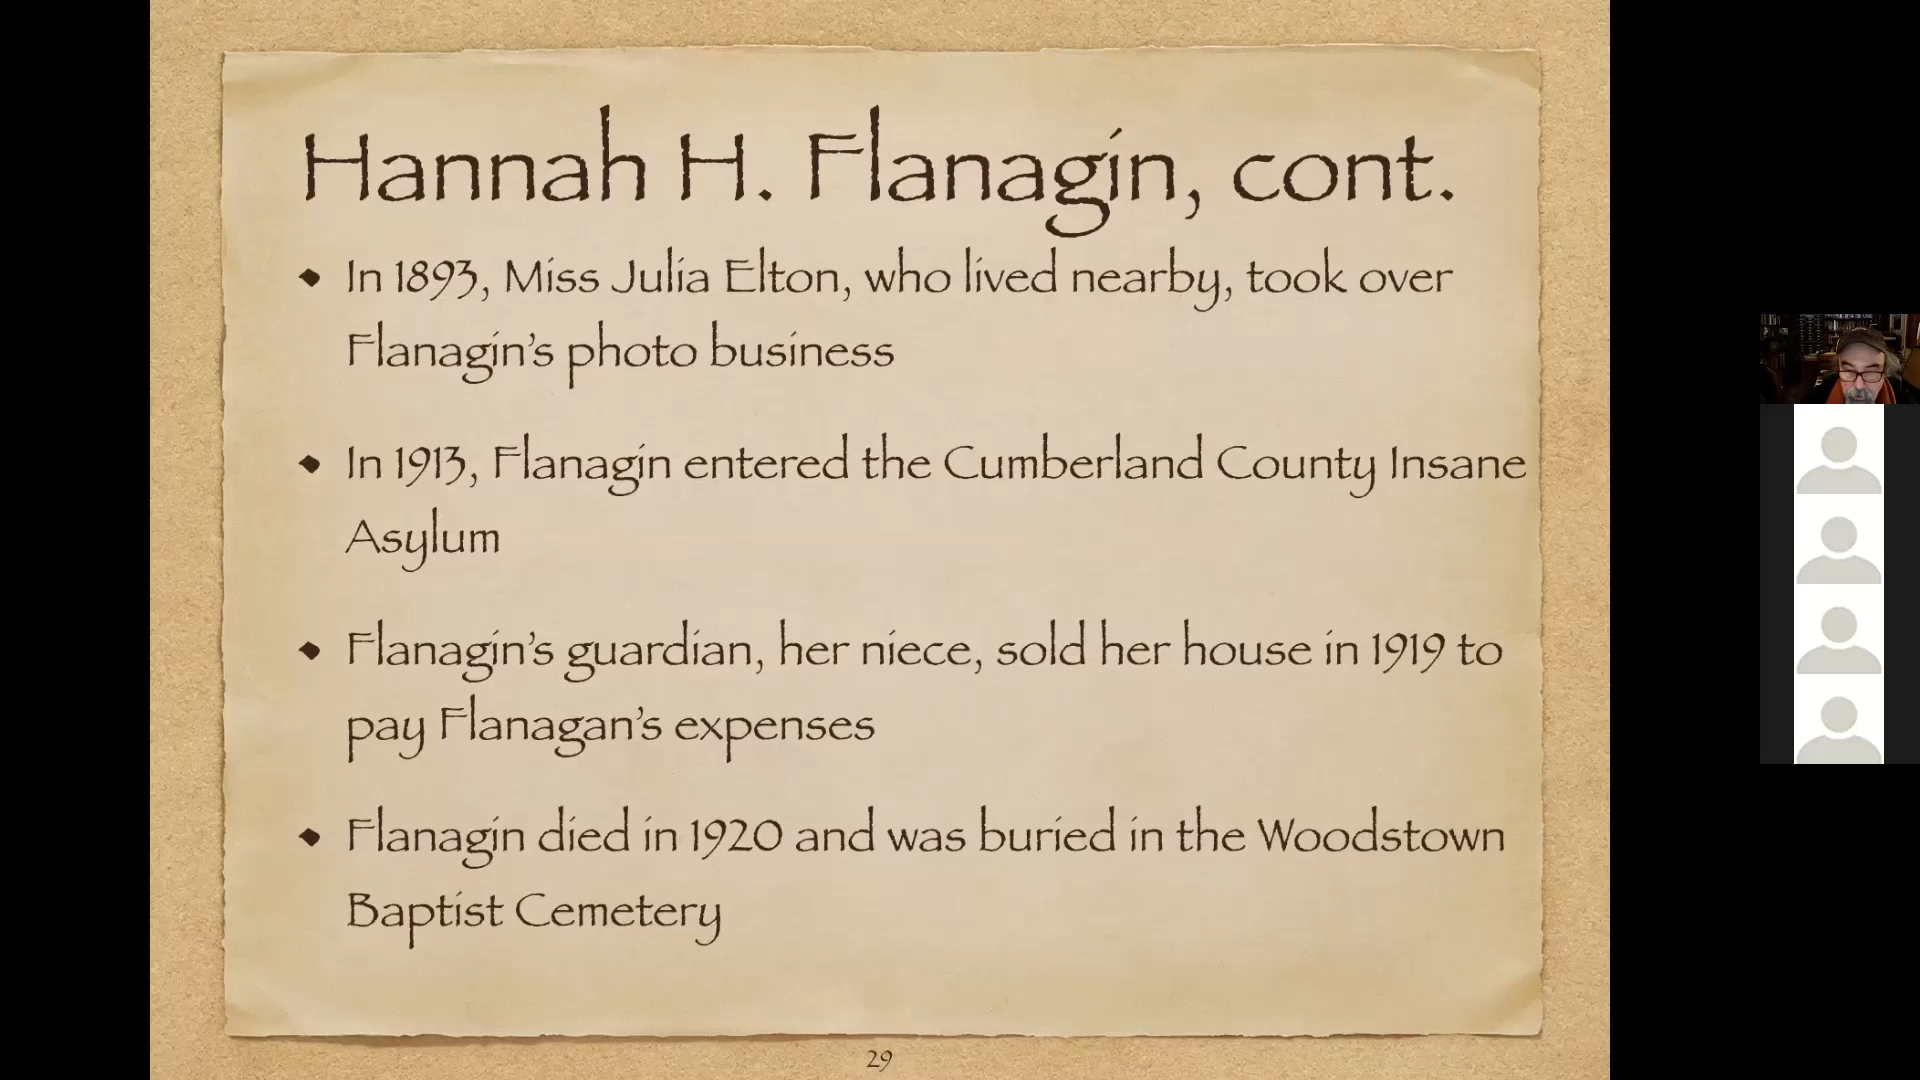 Hannah H. Flanagin, cont.
◆ In 1893, Miss Julia Elton, who lived nearby, took over
Flanagin's photo business
◆ In 1913, Flanagin entered the Cumberland County Insane
Asylum
◆ Flanagin's guardian, her niece, sold her house in 1919 to
pay Flanagan's expenses
◆ Flanagin died in 1920 and was buried in the Woodstown
Baptist Cemetery
29